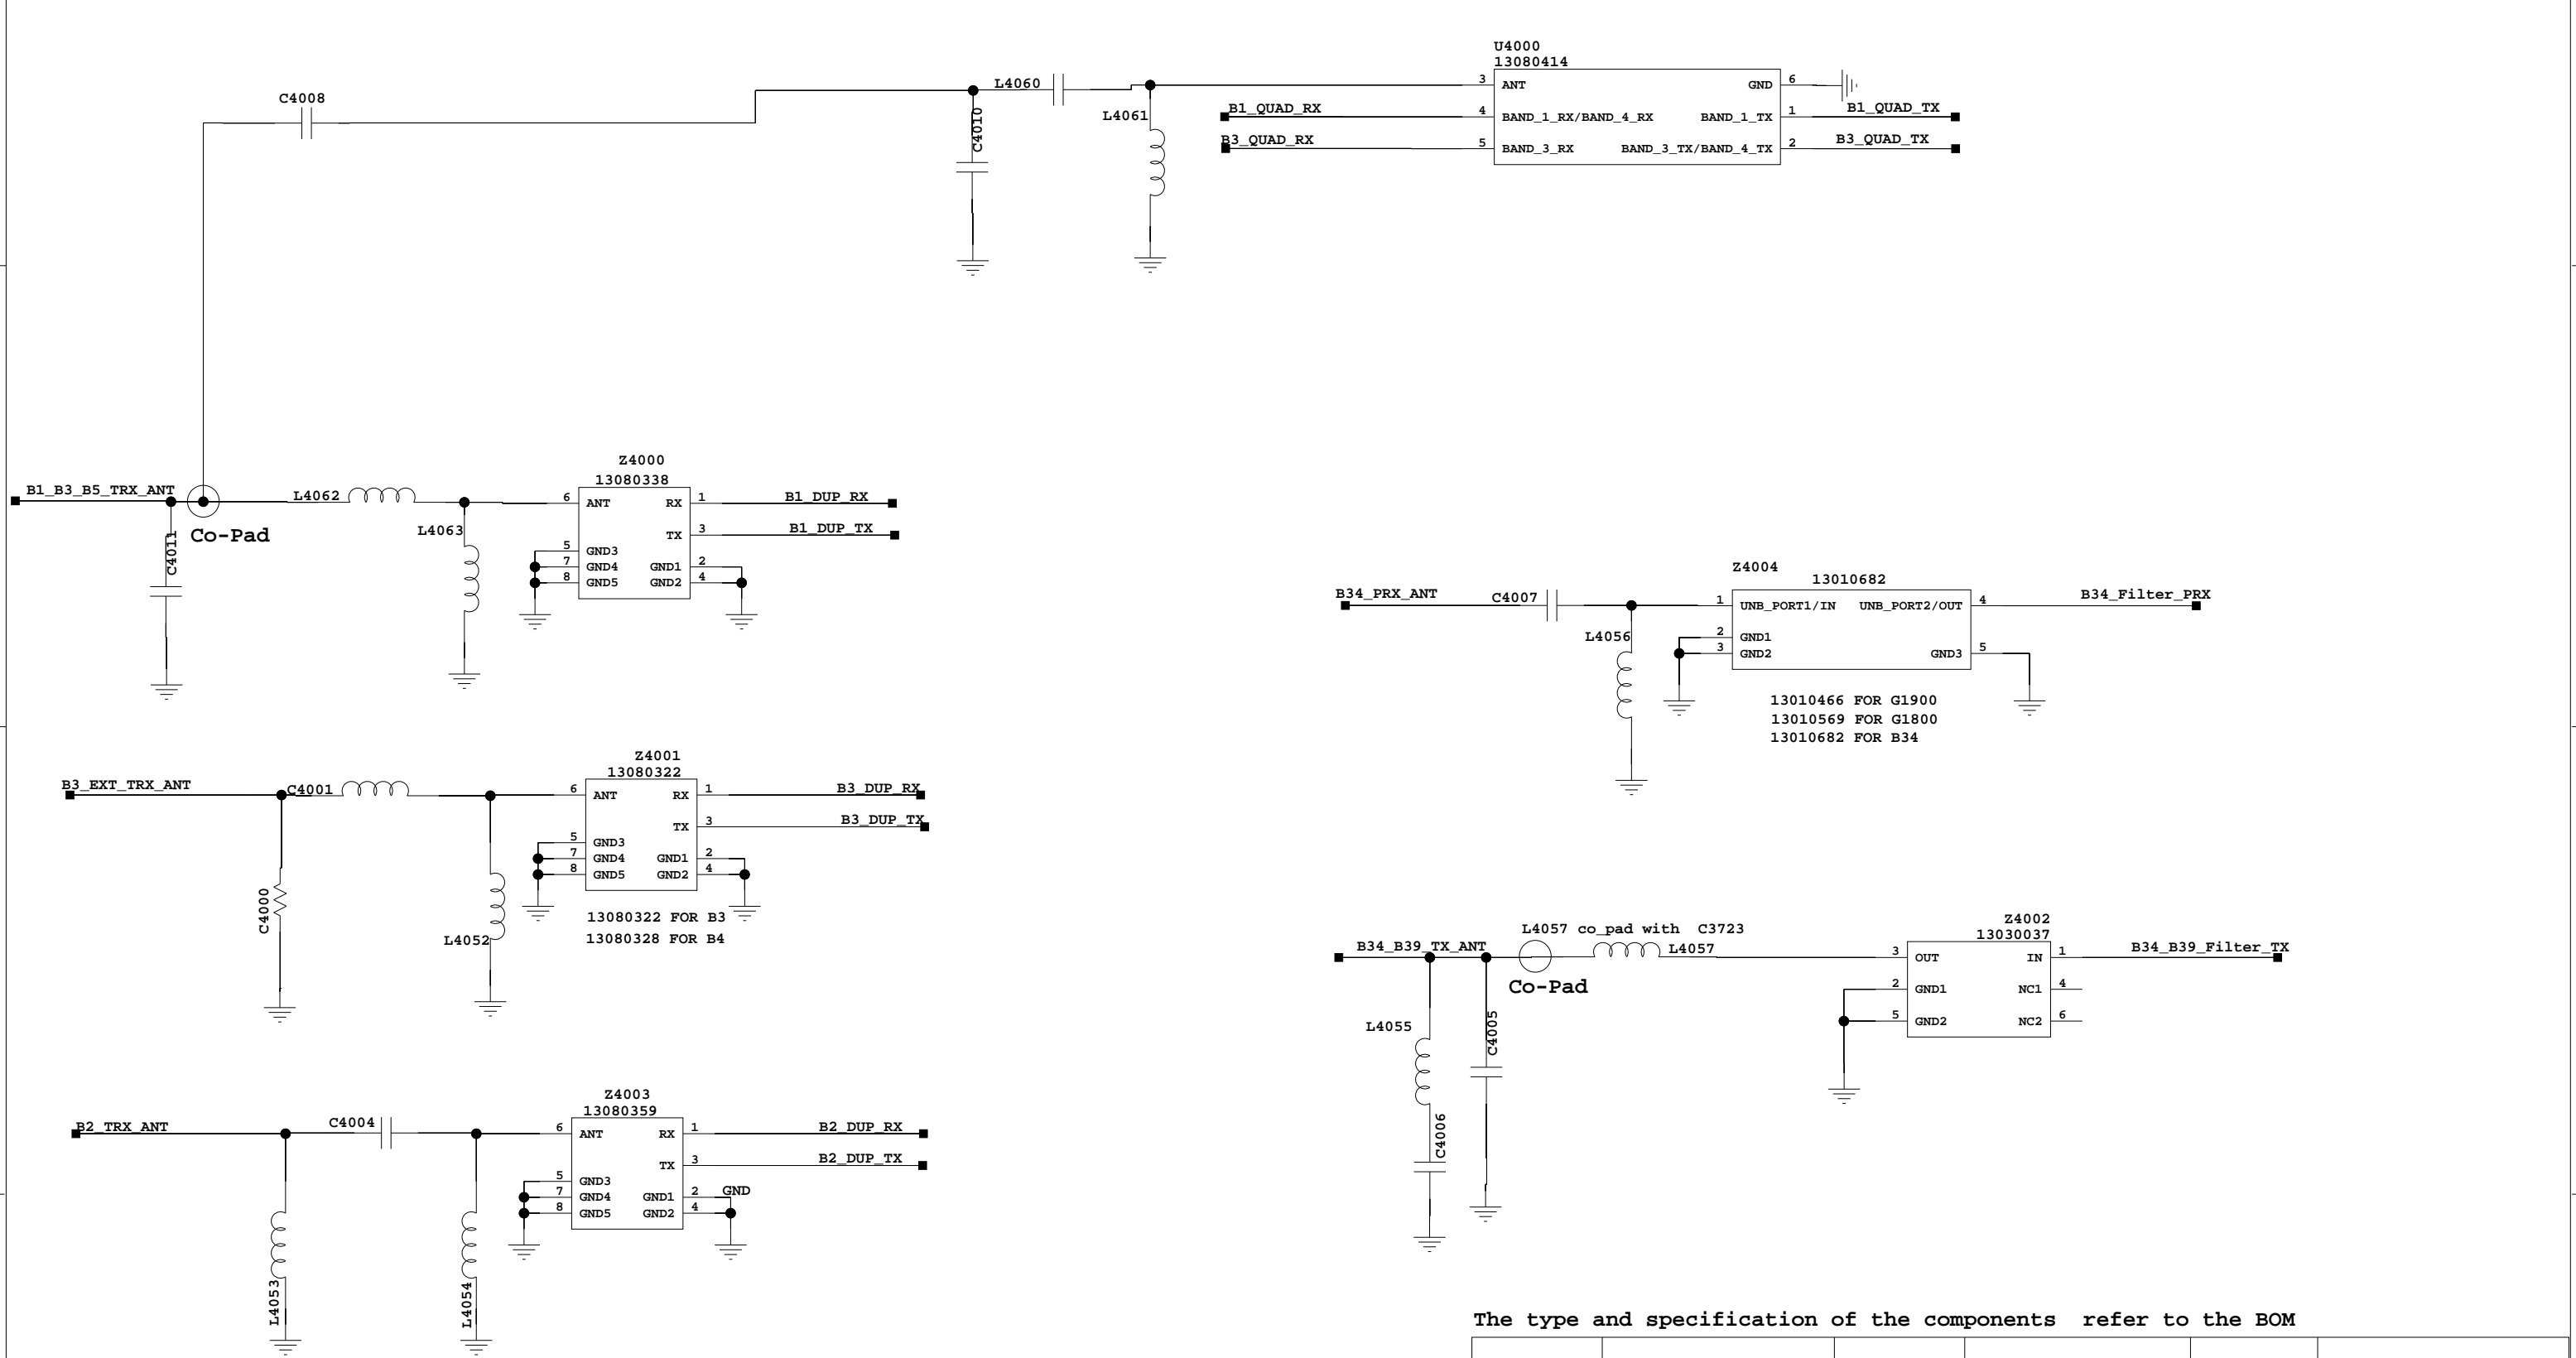 U4000
13080414
3 ANT GND 6
4 BAND_1_RX/BAND_4_RX BAND_1_TX 1
5 BAND_3_RX BAND_3_TX/BAND_4_TX 2
B1_QUAD_RX
B3_QUAD_RX
B1_QUAD_TX
B3_QUAD_TX
C4008
L4060
C4010
L4061
B1_B3_B5_TRX_ANT
Co-Pad
C4011
L4062
L4063
Z4000
13080338
6 ANT RX 1
TX 3
5 GND3
7 GND4 GND1 2
8 GND5 GND2 4
B1_DUP_RX
B1_DUP_TX
B34_PRX_ANT
C4007
L4056
Z4004
13010682
1 UNB_PORT1/IN UNB_PORT2/OUT 4
2 GND1
3 GND2 GND3 5
B34_Filter_PRX
13010466 FOR G1900
13010569 FOR G1800
13010682 FOR B34
B3_EXT_TRX_ANT
C4001
C4000
L4052
Z4001
13080322
6 ANT RX 1
TX 3
5 GND3
7 GND4 GND1 2
8 GND5 GND2 4
B3_DUP_RX
B3_DUP_TX
13080322 FOR B3
13080328 FOR B4
B34_B39_TX_ANT
L4057 co_pad with C3723
L4057
Co-Pad
L4055
C4005
C4006
Z4002
13030037
3 OUT IN 1
2 GND1 NC1 4
5 GND2 NC2 6
B34_B39_Filter_TX
B2_TRX_ANT
C4004
L4053
L4054
Z4003
13080359
6 ANT RX 1
TX 3
5 GND3
7 GND4 GND1 2
8 GND5 GND2 4
GND
B2_DUP_RX
B2_DUP_TX
The type and specification of the components refer to the BOM